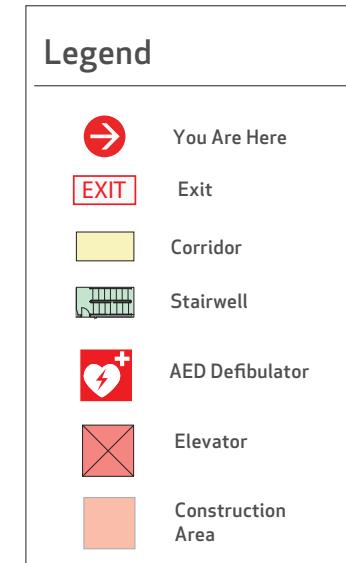 Legend
You Are Here
EXIT
Exit
Corridor
Stairwell
AED Defibulator
Elevator
Construction
Area